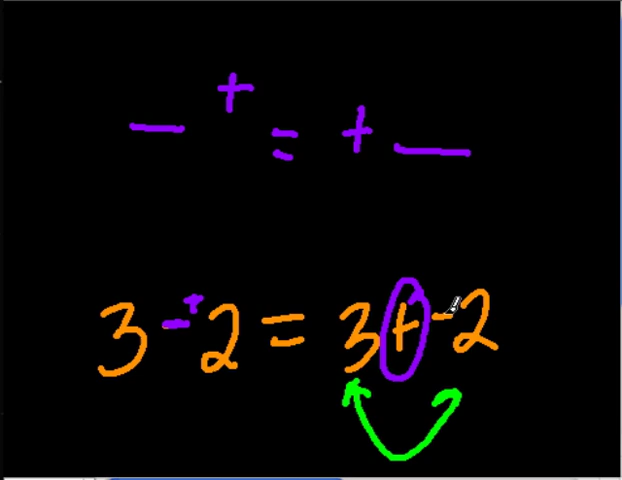 − ⁺ = + −
3 − ⁺2 = 3 + ⁻2